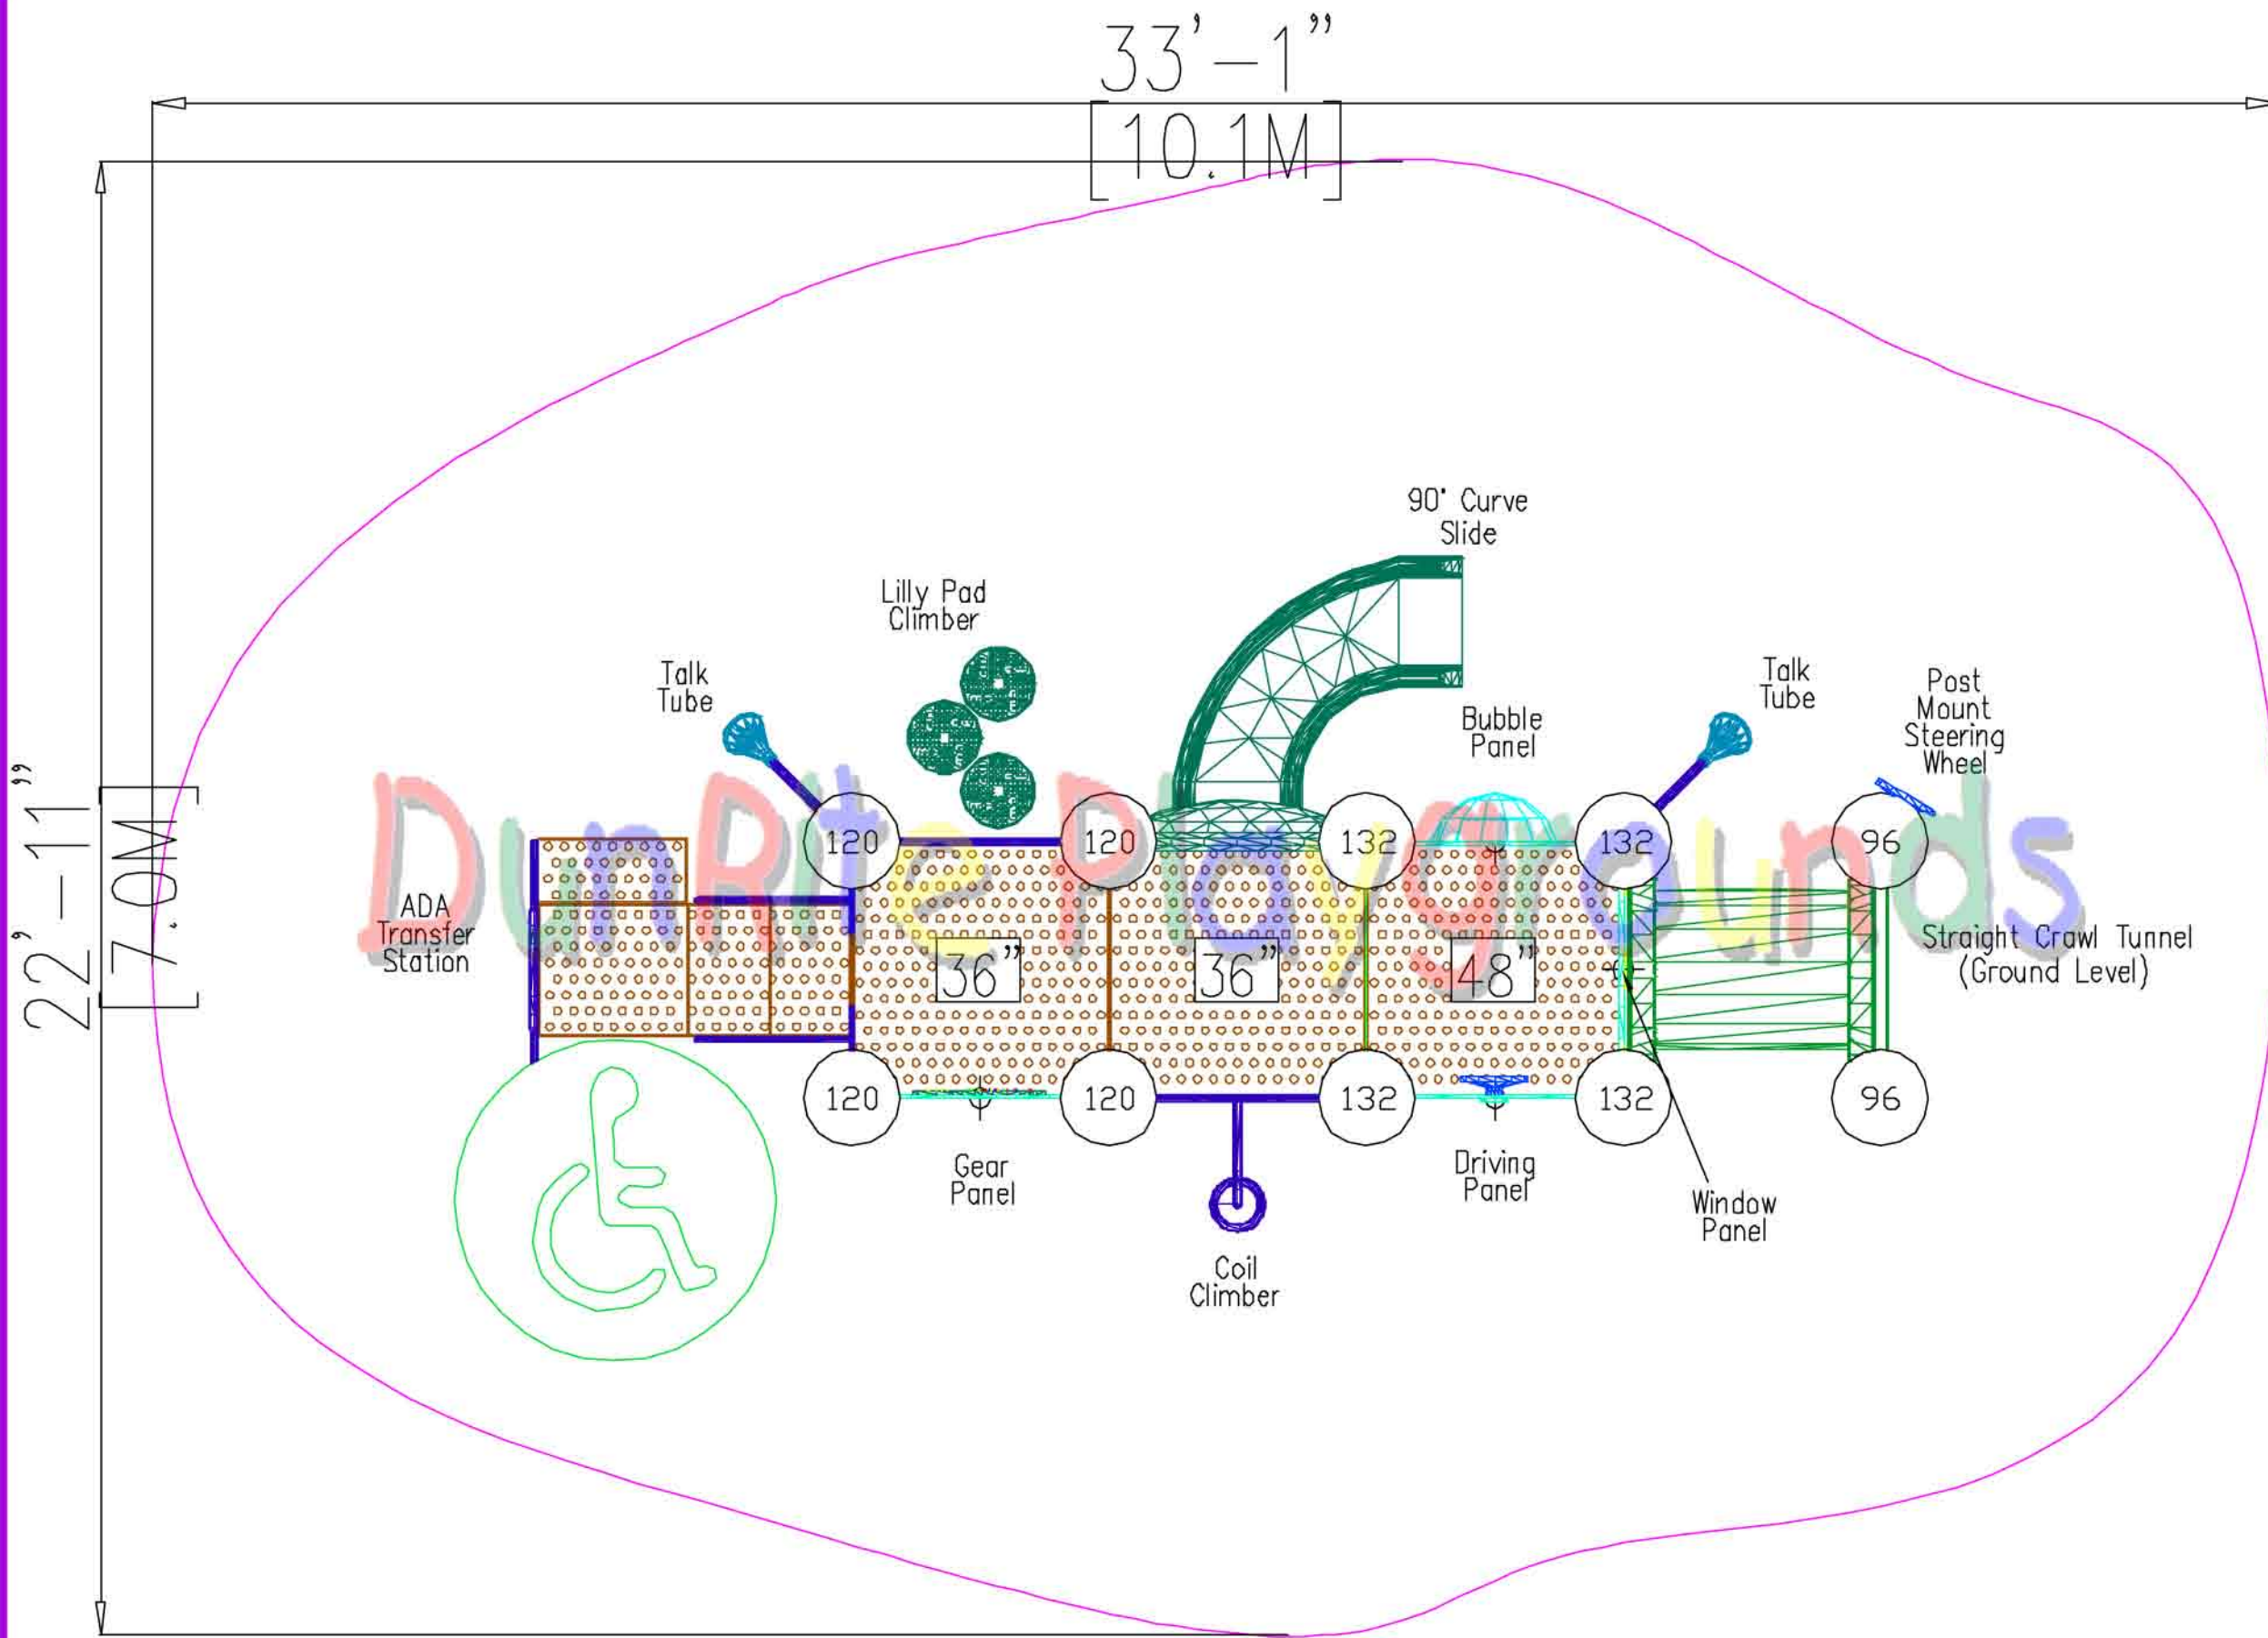 33'-1"
[10.1M]
90° Curve
Slide
Lilly Pad
Climber
Talk
Tube
Talk
Tube
Post
Mount
Steering
Wheel
Bubble
Panel
22'-11"
[7.0M]
DunRite Playgrounds
120
120
132
132
96
ADA
Transfer
Station
36"
36"
48"
Straight Crawl Tunnel
(Ground Level)
120
120
132
132
96
Gear
Panel
Driving
Panel
Window
Panel
Coil
Climber